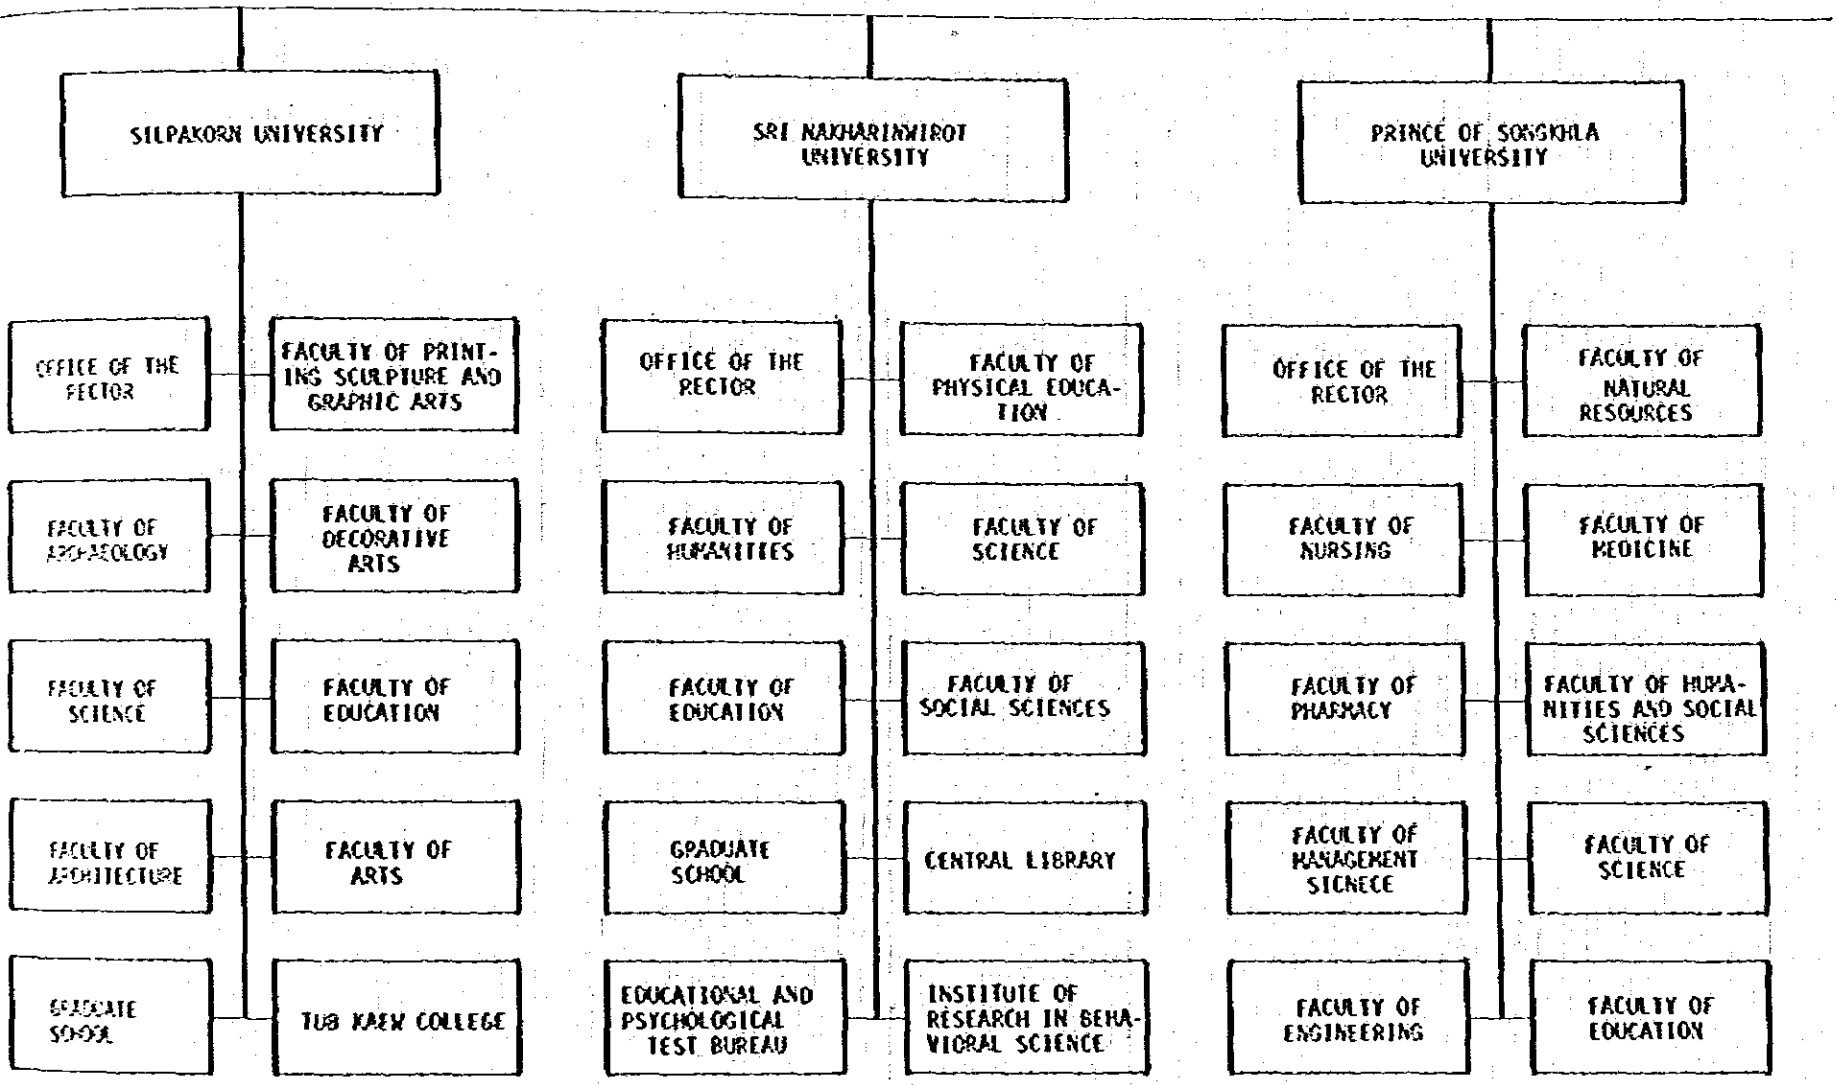 SILPAKORN UNIVERSITY
SRI NAKHARINWIROT
UNIVERSITY
PRINCE OF SONGKHLA
UNIVERSITY
OFFICE OF THE
RECTOR
FACULTY OF PRINT-
ING SCULPTURE AND
GRAPHIC ARTS
OFFICE OF THE
RECTOR
FACULTY OF
PHYSICAL EDUCA-
TION
OFFICE OF THE
RECTOR
FACULTY OF
NATURAL
RESOURCES
FACULTY OF
ARCHAEOLOGY
FACULTY OF
DECORATIVE
ARTS
FACULTY OF
HUMANITIES
FACULTY OF
SCIENCE
FACULTY OF
NURSING
FACULTY OF
MEDICINE
FACULTY OF
SCIENCE
FACULTY OF
EDUCATION
FACULTY OF
EDUCATION
FACULTY OF
SOCIAL SCIENCES
FACULTY OF
PHARMACY
FACULTY OF HUMA-
NITIES AND SOCIAL
SCIENCES
FACULTY OF
ARCHITECTURE
FACULTY OF
ARTS
GRADUATE
SCHOOL
CENTRAL LIBRARY
FACULTY OF
MANAGEMENT
SICNECE
FACULTY OF
SCIENCE
GRADUATE
SCHOOL
TUB KAEW COLLEGE
EDUCATIONAL AND
PSYCHOLOGICAL
TEST BUREAU
INSTITUTE OF
RESEARCH IN BEHA-
VIORAL SCIENCE
FACULTY OF
ENGINEERING
FACULTY OF
EDUCATION